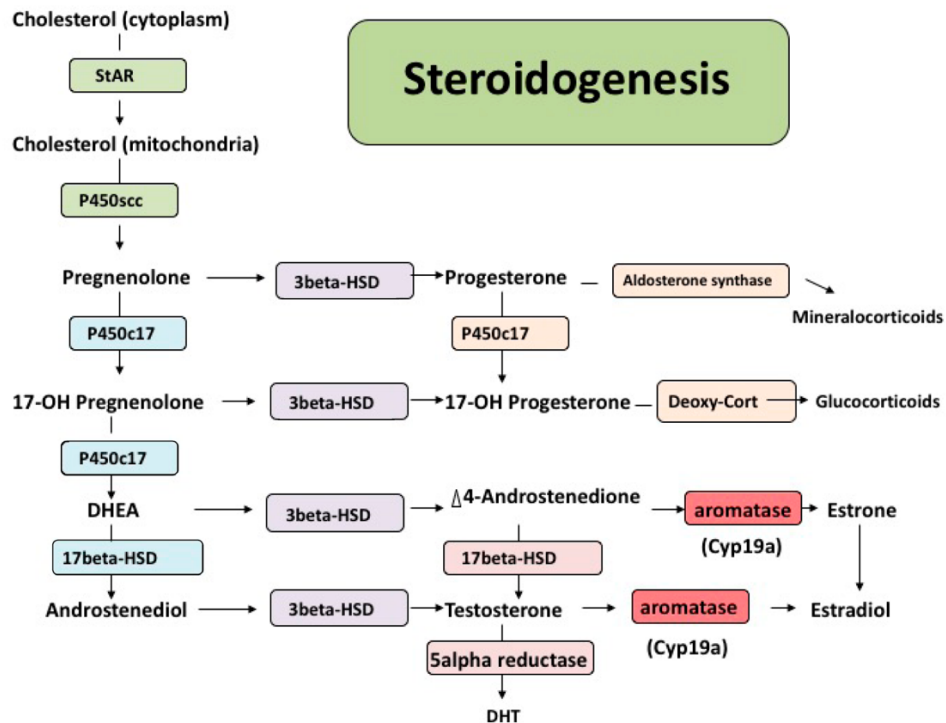 Cholesterol (cytoplasm)
Steroidogenesis
StAR
Cholesterol (mitochondria)
P450scc
Pregnenolone
3beta-HSD
Progesterone
Aldosterone synthase
Mineralocorticoids
P450c17
P450c17
17-OH Pregnenolone
3beta-HSD
17-OH Progesterone
Deoxy-Cort
Glucocorticoids
P450c17
DHEA
3beta-HSD
Δ4-Androstenedione
aromatase
Estrone
(Cyp19a)
17beta-HSD
17beta-HSD
Androstenediol
3beta-HSD
Testosterone
aromatase
Estradiol
(Cyp19a)
5alpha reductase
DHT